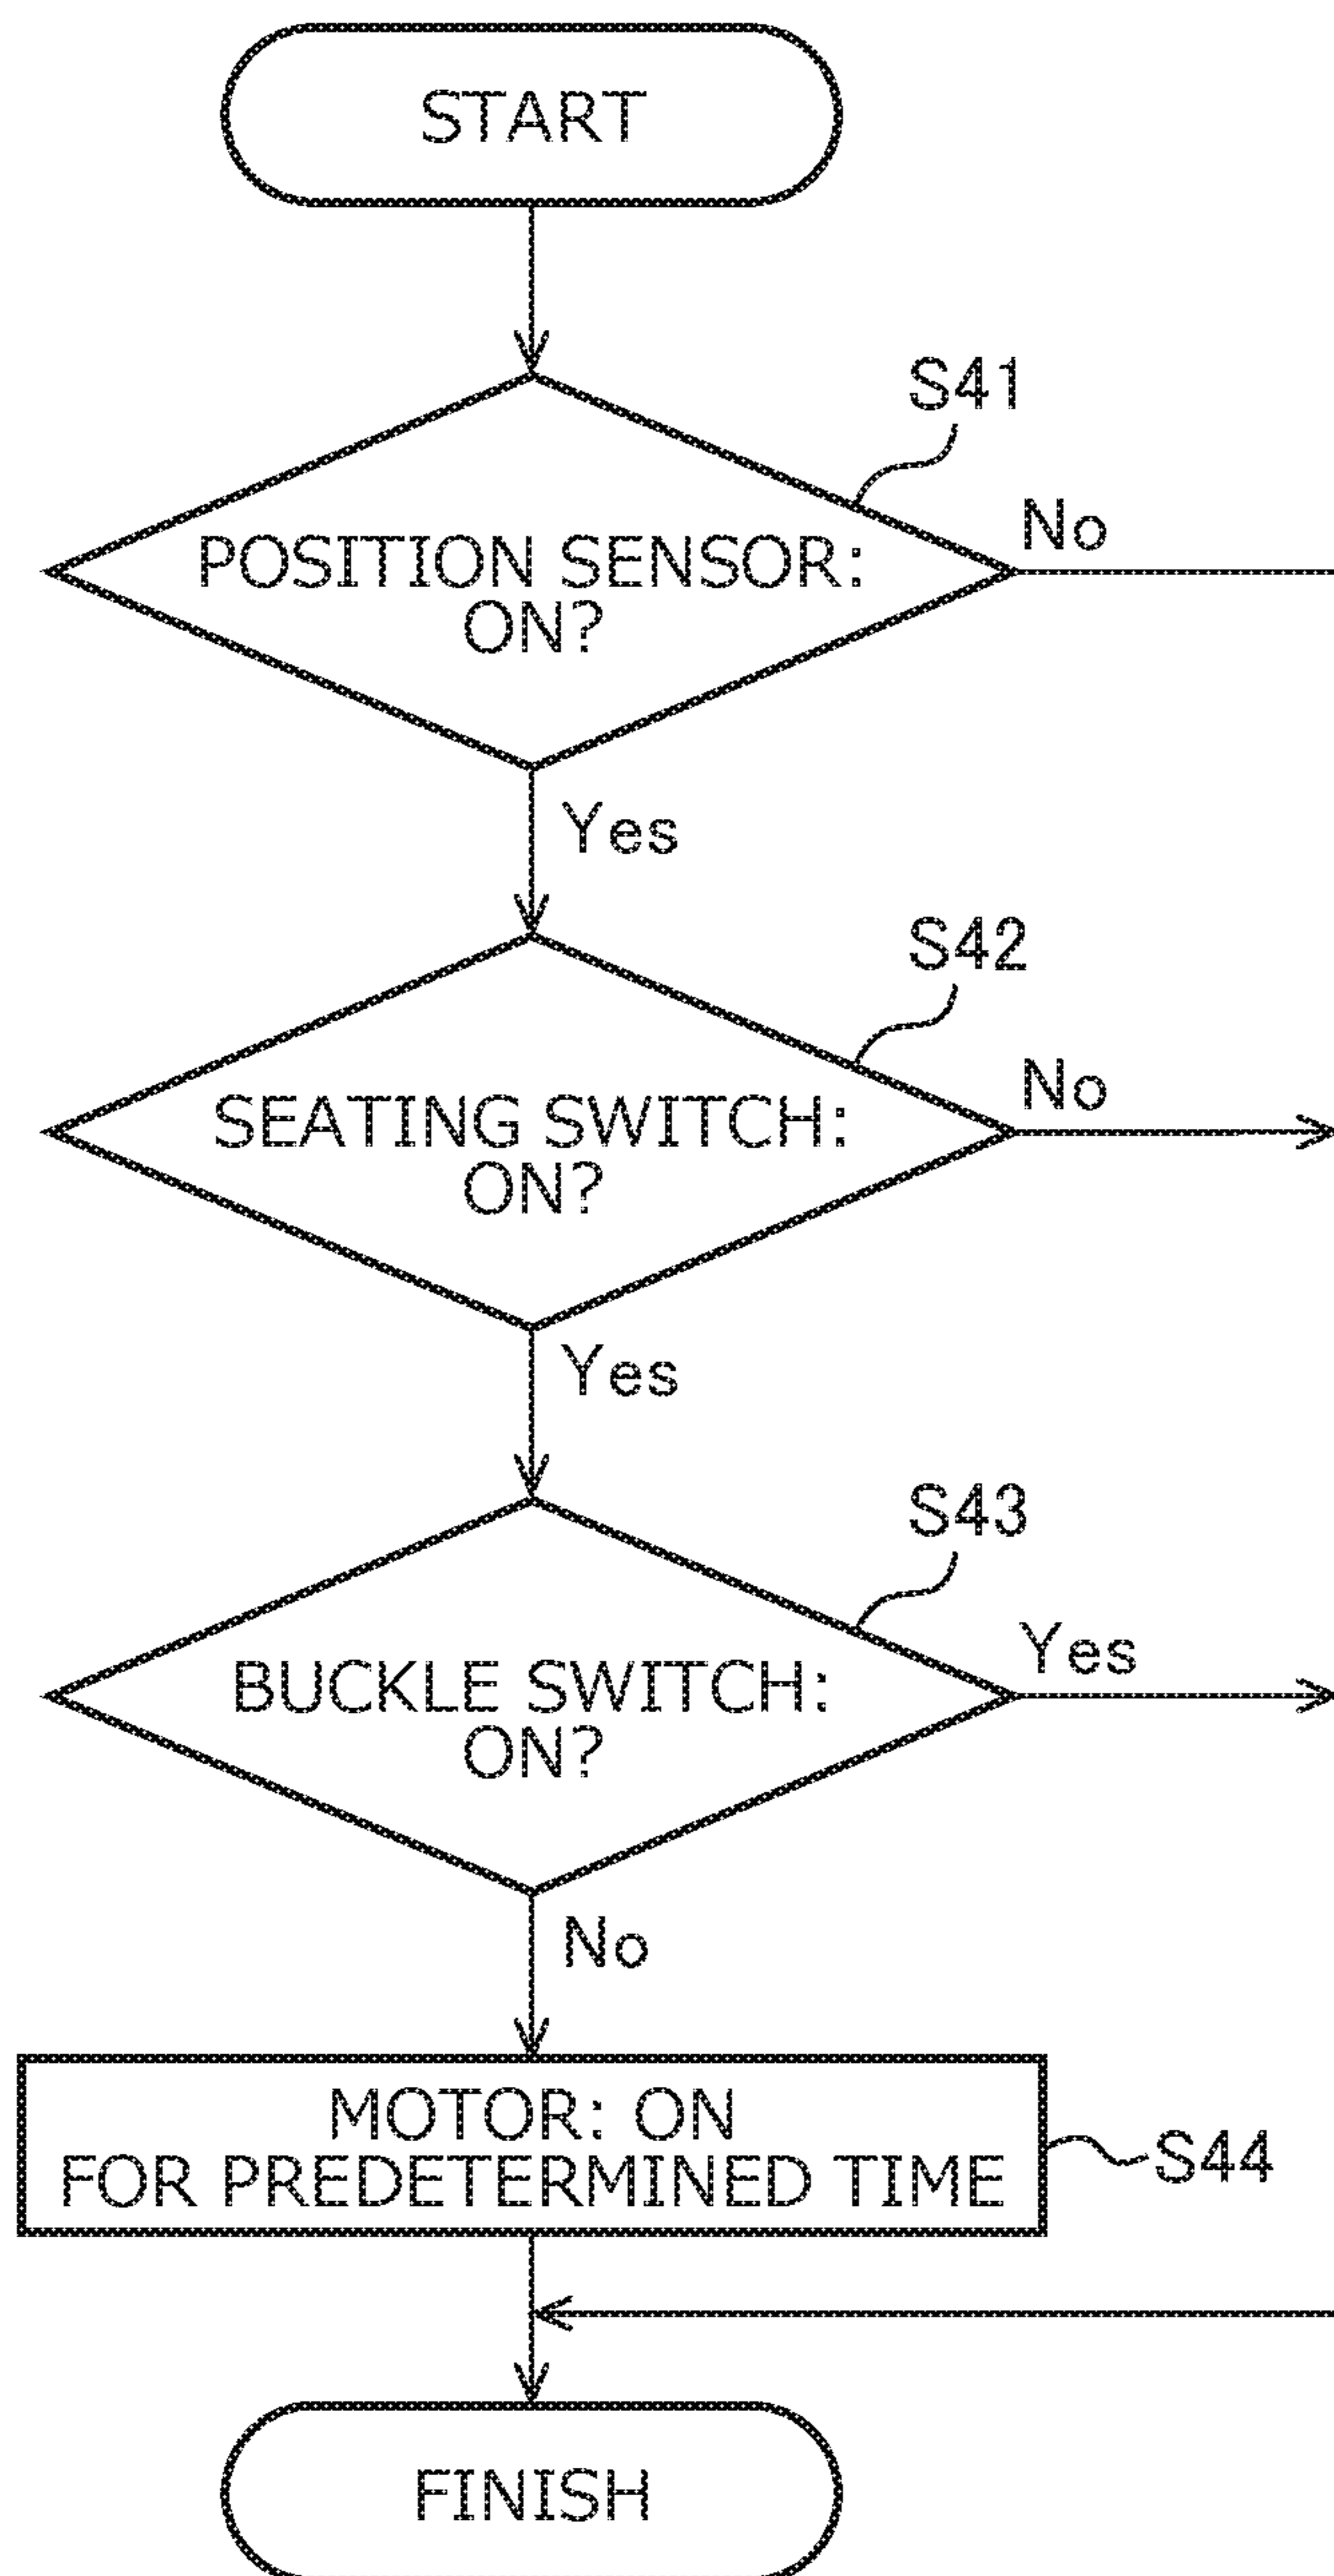 START
S41
No
POSITION SENSOR:
ON?
Yes
S42
No
SEATING SWITCH:
ON?
Yes
S43
Yes
BUCKLE SWITCH:
ON?
No
MOTOR: ON
FOR PREDETERMINED TIME
S44
FINISH